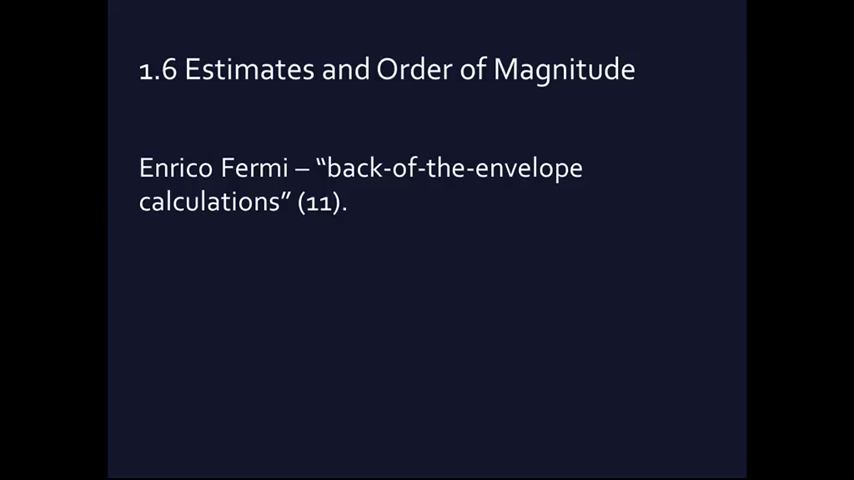 1.6 Estimates and Order of Magnitude
Enrico Fermi – “back-of-the-envelope
calculations” (11).